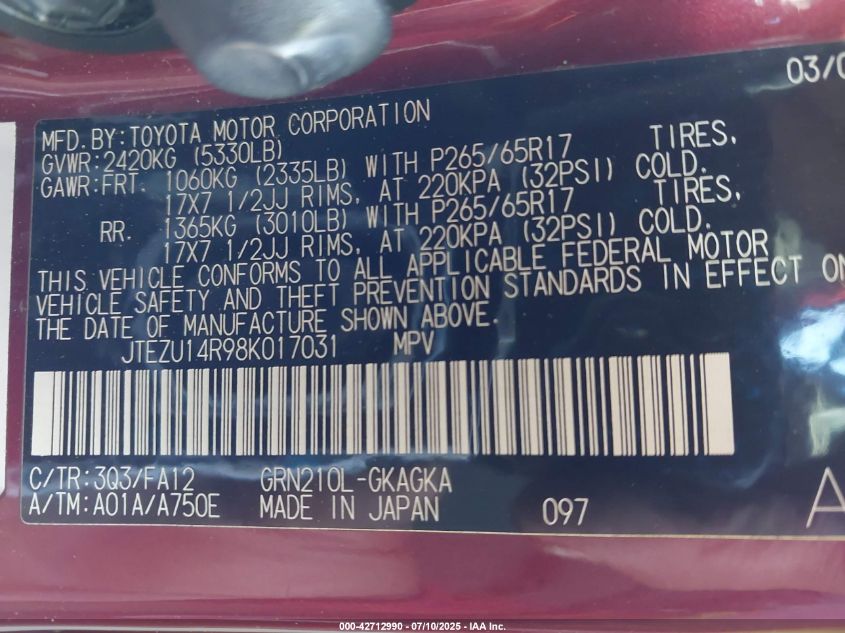 03/0
MFD. BY: TOYOTA MOTOR CORPORATION
GVWR: 2420KG (5330LB)
GAWR: FRT. 1060KG (2335LB) WITH P265/65R17 TIRES,
17X7 1/2JJ RIMS, AT 220KPA (32PSI) COLD.
RR. 1365KG (3010LB) WITH P265/65R17 TIRES,
17X7 1/2JJ RIMS, AT 220KPA (32PSI) COLD.
THIS VEHICLE CONFORMS TO ALL APPLICABLE FEDERAL MOTOR
VEHICLE SAFETY AND THEFT PREVENTION STANDARDS IN EFFECT ON
THE DATE OF MANUFACTURE SHOWN ABOVE.
JTEZU14R98K017031 MPV
C/TR: 3Q3/FA12 GRN210L-GKAGKA
A/TM: A01A/A750E MADE IN JAPAN 097 A
000-42712990 - 07/10/2025 - IAA Inc.